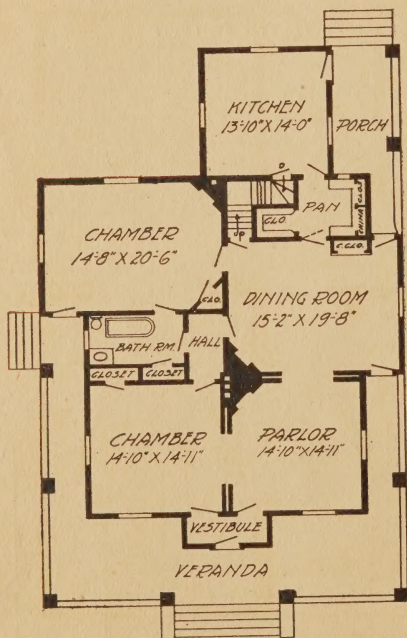 KITCHEN
13'-10" X 14'-0"
PORCH
D
PAN
CLOS
CHINA
CLO.
UP
C.CLO.
CHAMBER
14'-8" X 20'-6"
CLO.
DINING ROOM
15'-2" X 19'-8"
BATH RM.
HALL
CLOSET
CLOSET
CHAMBER
14'-10" X 14'-11"
PARLOR
14'-10" X 14'-11"
VESTIBULE
VERANDA